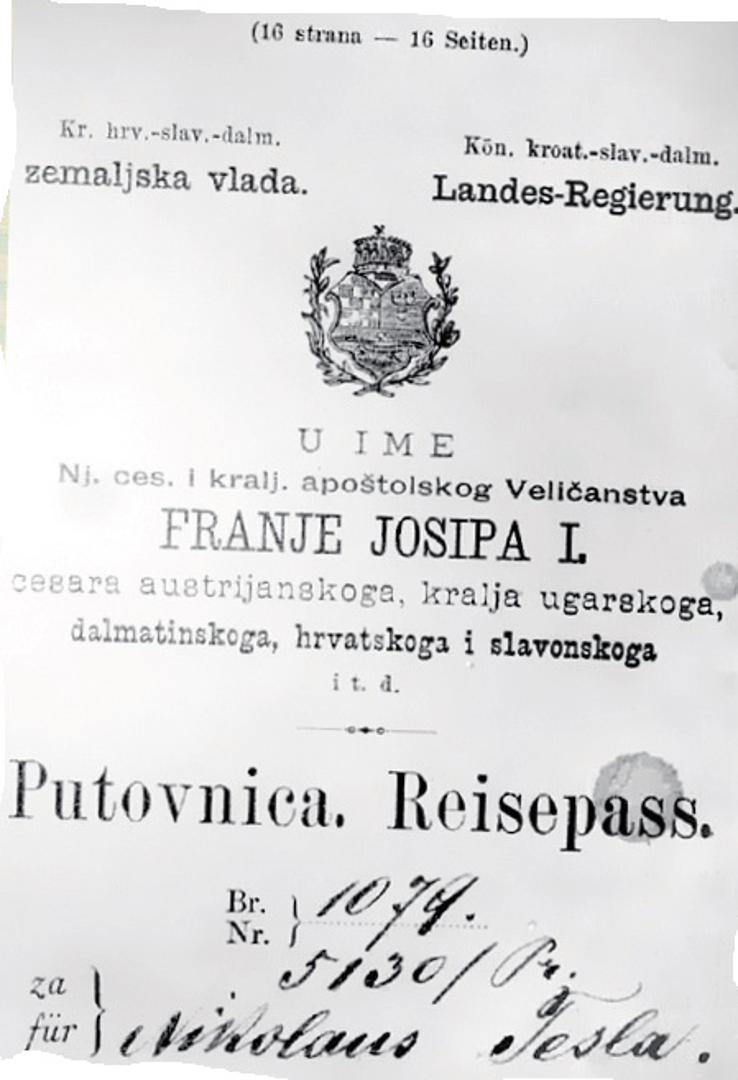 (16 strana — 16 Seiten.)
Kr. hrv.-slav.-dalm.
zemaljska vlada.
Kön. kroat.-slav.-dalm.
Landes-Regierung.
U IME
Nj. ces. i kralj. apoštolskog Veličanstva
FRANJE JOSIPA I.
cesara austrijanskoga, kralja ugarskoga,
dalmatinskoga, hrvatskoga i slavonskoga
i t. d.
Putovnica. Reisepass.
Br.
Nr. } 1079.
5130/Pr.
za
für } Nikolaus Tesla.